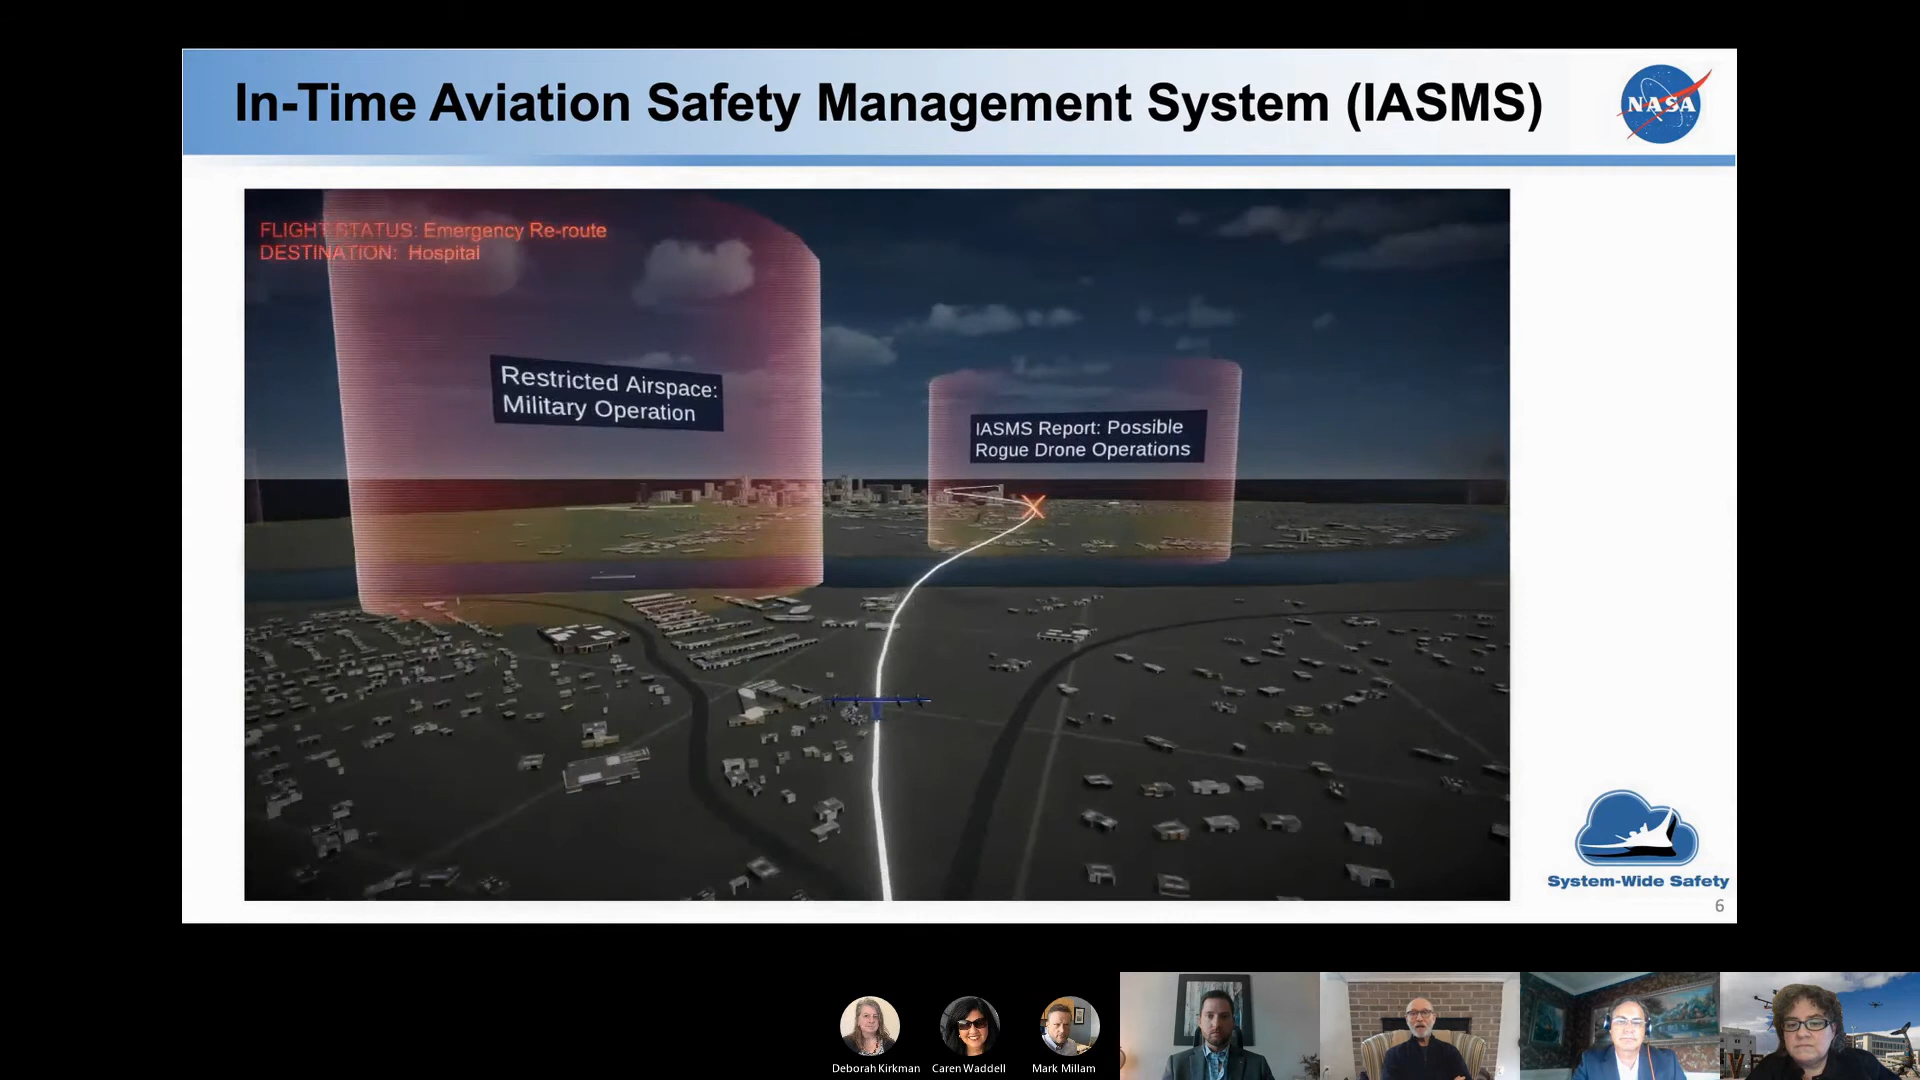 In-Time Aviation Safety Management System (IASMS)
NASA
FLIGHT STATUS: Emergency Re-route
DESTINATION: Hospital
Restricted Airspace:
Military Operation
IASMS Report: Possible
Rogue Drone Operations
System-Wide Safety
6
Deborah Kirkman
Caren Waddell
Mark Millam